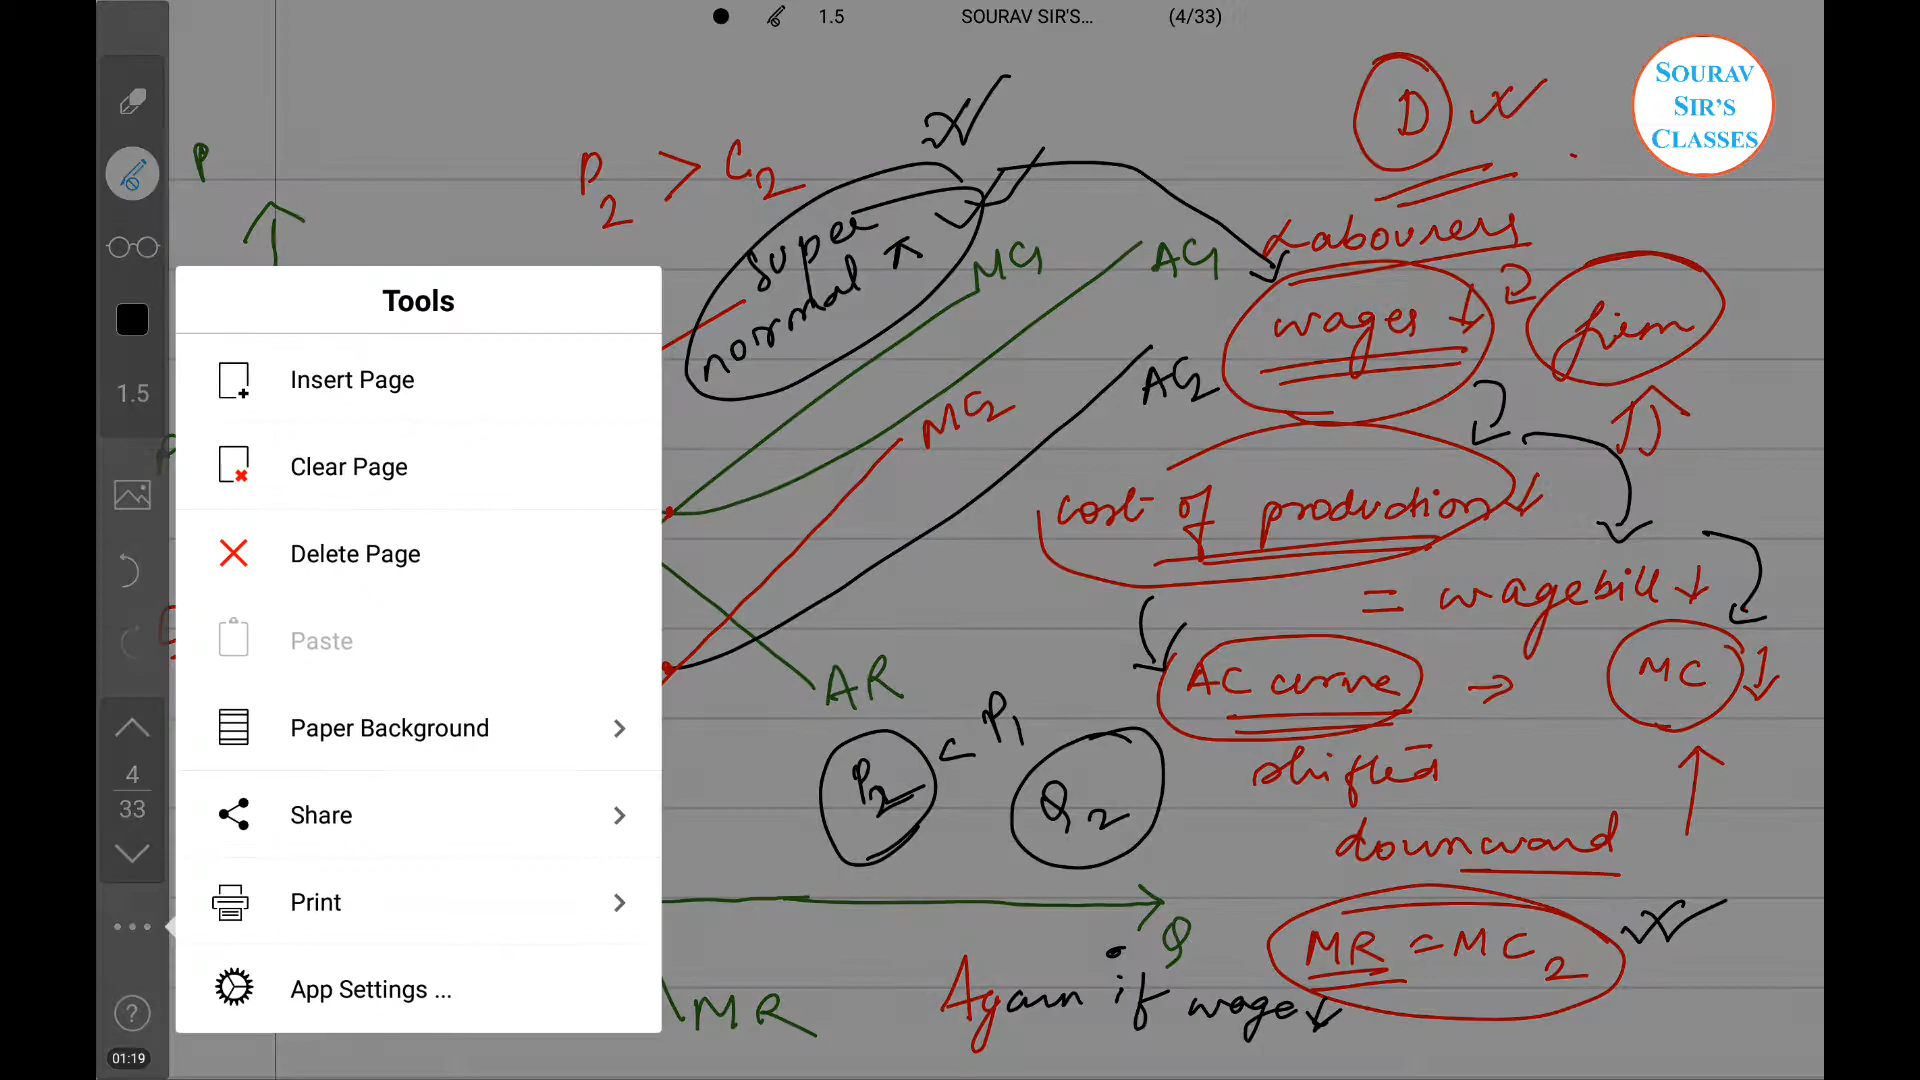 1.5 SOURAV SIR'S... (4/33)
SOURAV
SIR'S
CLASSES
D
P
P2 > C2
super
normal π
MC1
AC1
Labourers
wages ↓
firm
1.5
AC2
MC2
Tools
Insert Page
Clear Page
Delete Page
Paste
Paper Background
Share
Print
App Settings ...
cost of production ↓
= wagebill ↓
AC curve ⇒ MC ↓
shifted
downward
AR
P2 < P1
Q2
4
33
MR = MC2
Q
Again if wage ↓
MR
?
01:19